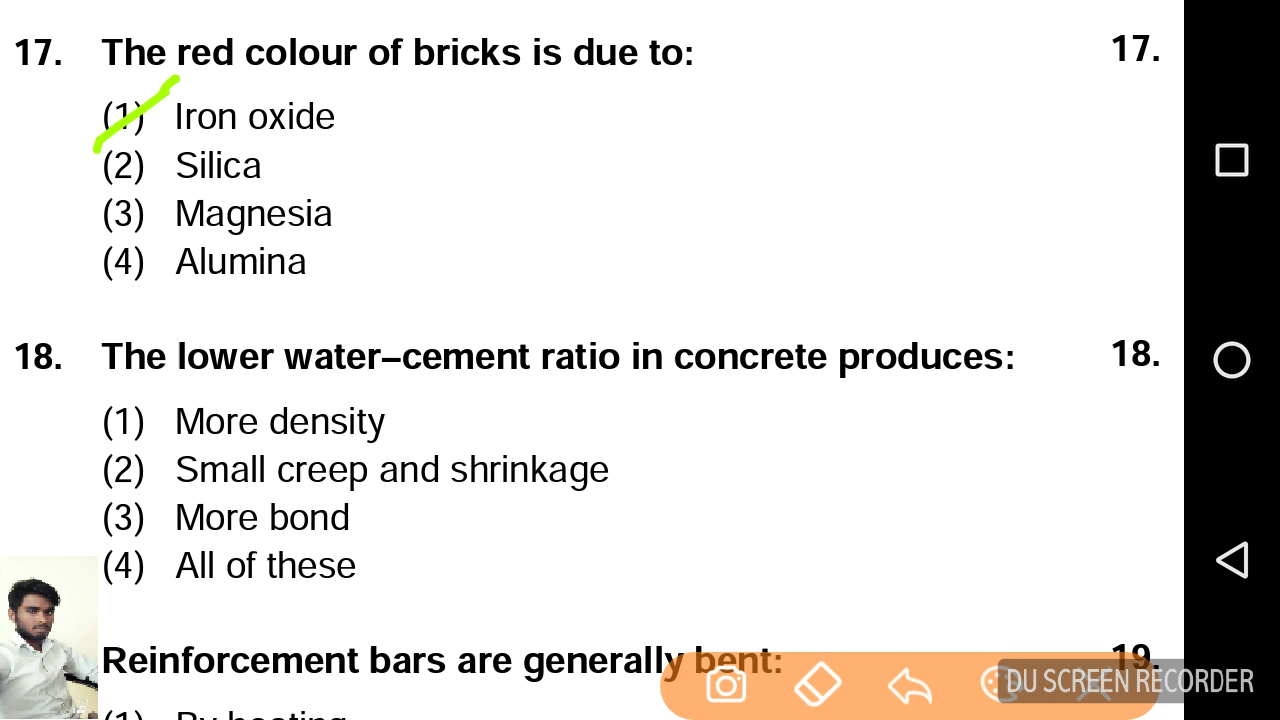 17. The red colour of bricks is due to: 17.
(1) Iron oxide
(2) Silica
(3) Magnesia
(4) Alumina
18. The lower water–cement ratio in concrete produces: 18.
(1) More density
(2) Small creep and shrinkage
(3) More bond
(4) All of these
Reinforcement bars are generally bent: 19.
DU SCREEN RECORDER
(1) By heating